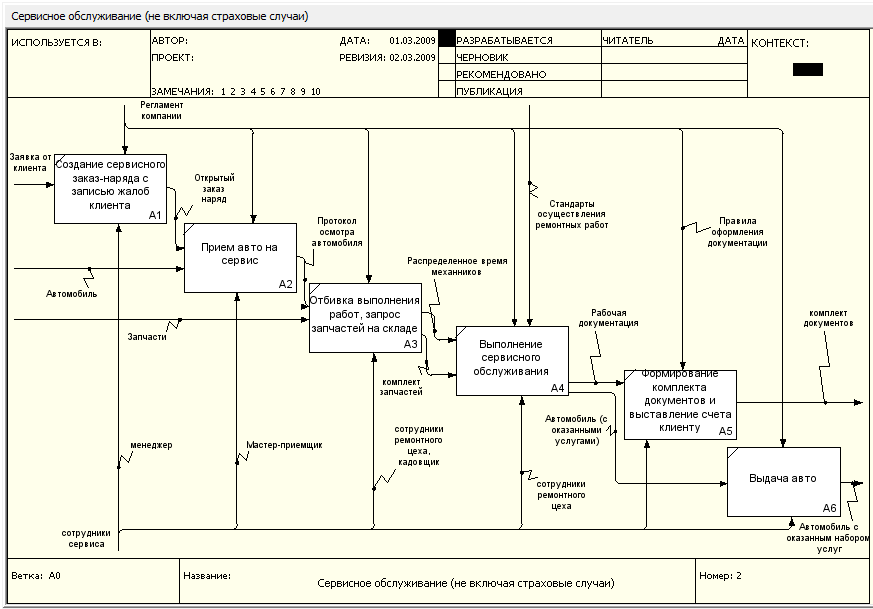 Сервисное обслуживание (не включая страховые случаи)
ИСПОЛЬЗУЕТСЯ В:
АВТОР:
ДАТА: 01.03.2009
РАЗРАБАТЫВАЕТСЯ
ЧИТАТЕЛЬ
ДАТА
КОНТЕКСТ:
ПРОЕКТ:
РЕВИЗИЯ: 02.03.2009
ЧЕРНОВИК
РЕКОМЕНДОВАНО
ЗАМЕЧАНИЯ: 1 2 3 4 5 6 7 8 9 10
ПУБЛИКАЦИЯ
Регламент
компании
Заявка от
клиента
Создание сервисного
заказ-наряда с
записью жалоб
клиента
A1
Открытый
заказ
наряд
Прием авто на
сервис
A2
Протокол
осмотра
автомобиля
Стандарты
осуществления
ремонтных работ
Правила
оформления
документации
Автомобиль
Распределенное время
механников
Отбивка выполнения
работ, запрос
запчастей на складе
A3
Запчасти
Рабочая
документация
комплект
документов
Выполнение
сервисного
обслуживания
A4
комплект
запчастей
Формирование
комплекта
документов и
выставление счета
клиенту
A5
Автомобиль (с
оказанными
услугами)
менеджер
Мастер-приемщик
сотрудники
ремонтного
цеха,
кадовщик
Выдача авто
A6
сотрудники
ремонтного
цеха
сотрудники
сервиса
Автомобиль с
оказанным набором
услуг
Ветка: A0
Название:
Сервисное обслуживание (не включая страховые случаи)
Номер: 2